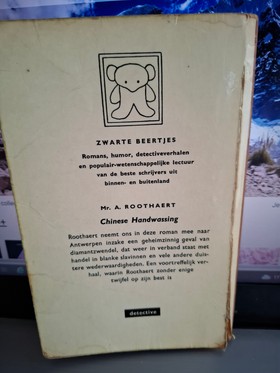 ZWARTE BEERTJES
Romans, humor, detectiveverhalen
en populair-wetenschappelijke lectuur
van de beste schrijvers uit
binnen- en buitenland
Mr. A. ROOTHAERT
Chinese Handwassing
Roothaert neemt ons in deze roman mee naar
Antwerpen inzake een geheimzinnig geval van
diamantzwendel, dat weer in verband staat met
handel in blanke slavinnen en vele andere duis-
tere wederwaardigheden. Een voortreffelijk ver-
haal, waarin Roothaert zonder enige
twijfel op zijn best is
detective